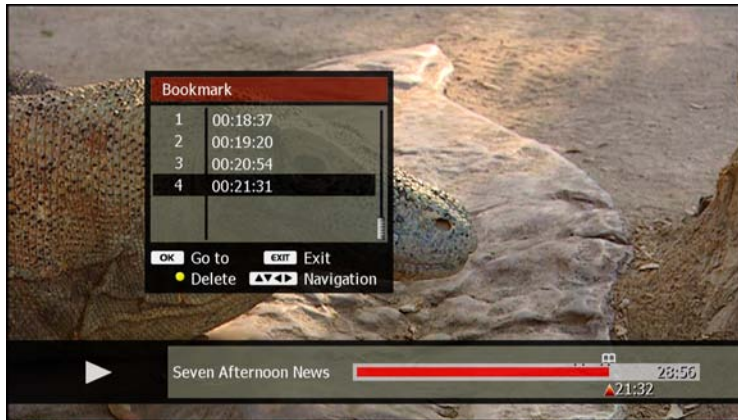 Bookmark
1 00:18:37
2 00:19:20
3 00:20:54
4 00:21:31
OK Go to EXIT Exit
Delete ▲▼◀▶ Navigation
Seven Afternoon News 28:56
21:32